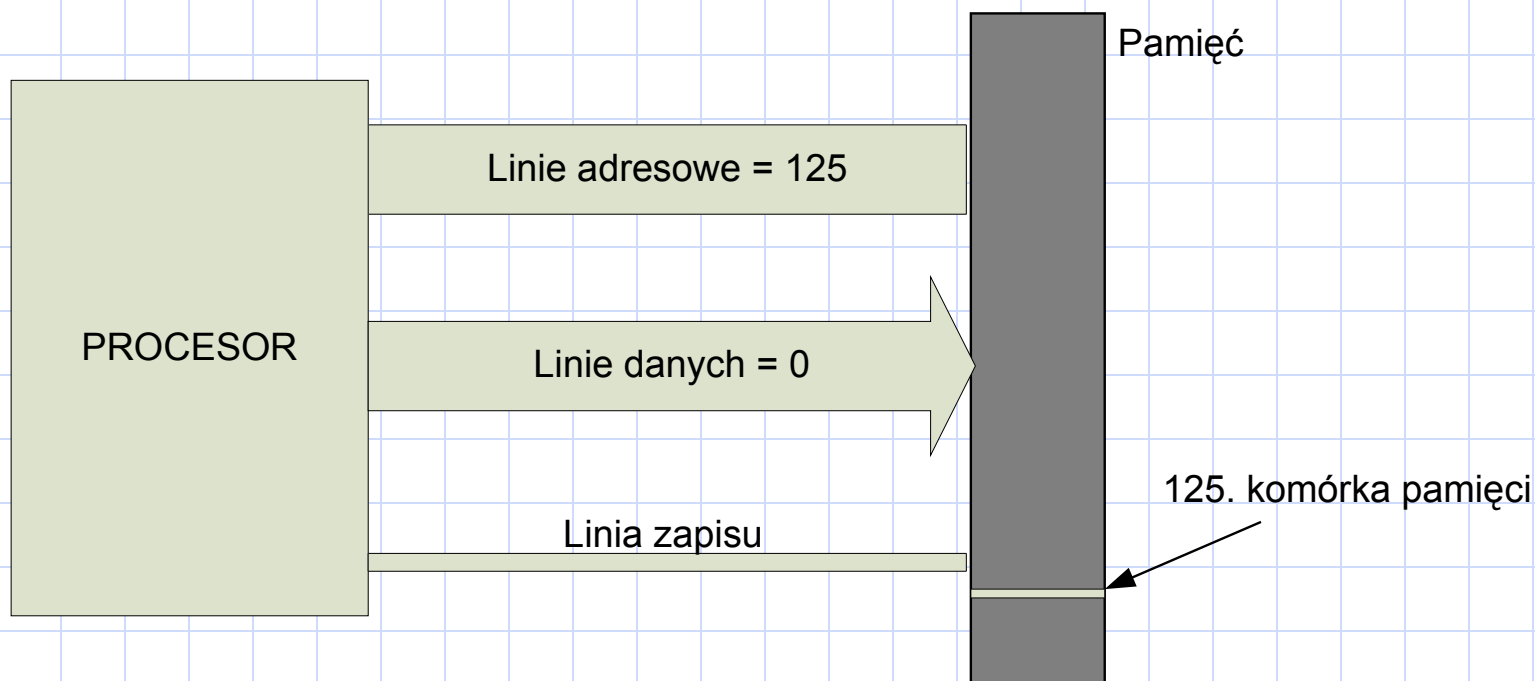 Pamięć
Linie adresowe = 125
PROCESOR
Linie danych = 0
125. komórka pamięci
Linia zapisu